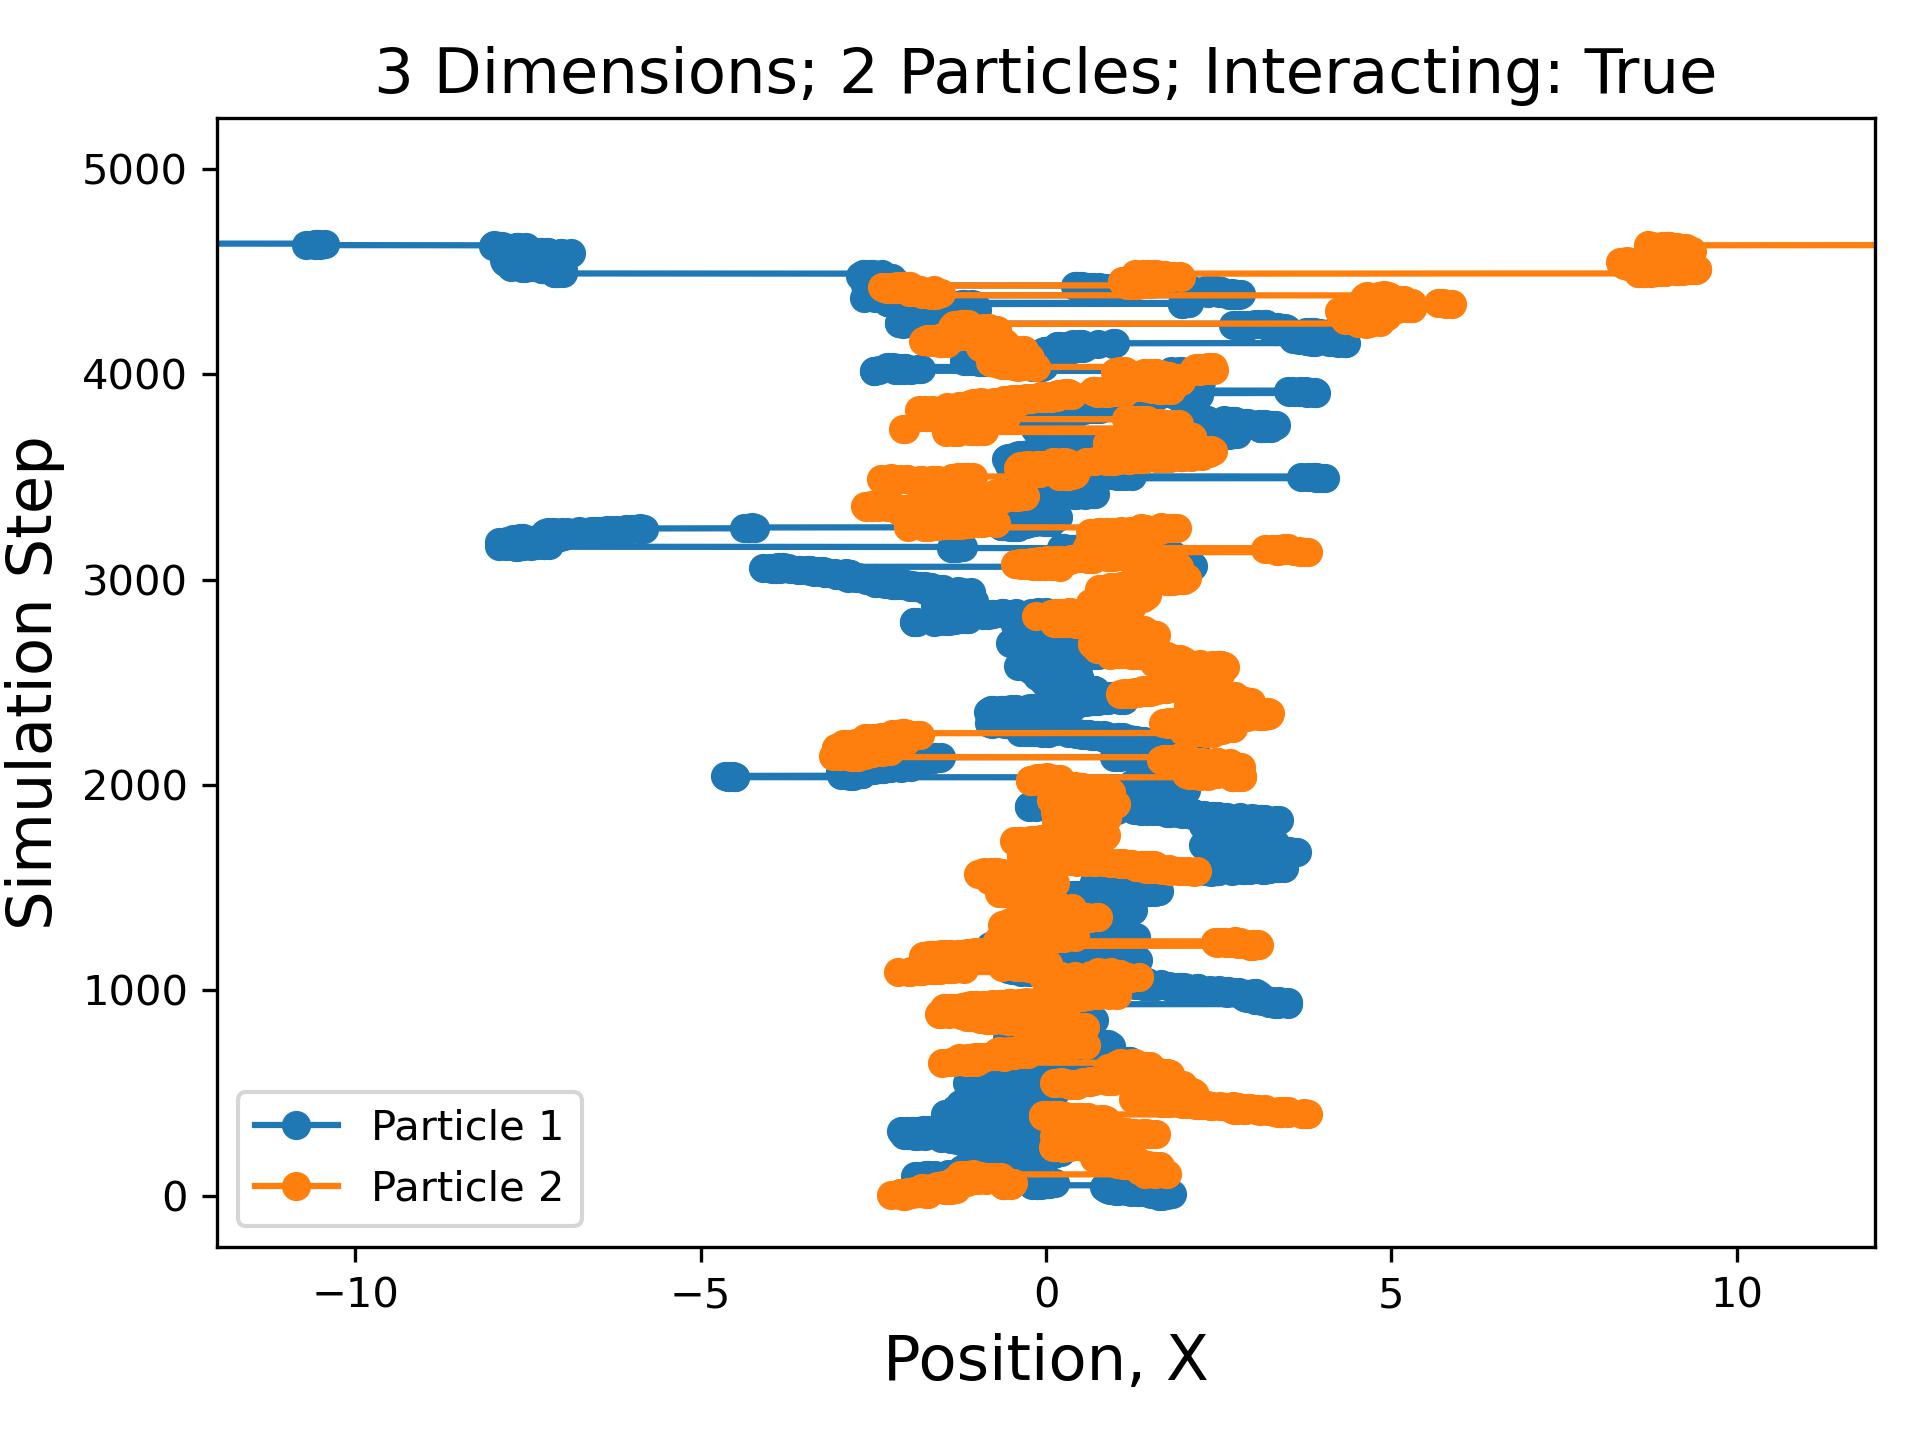 3 Dimensions; 2 Particles; Interacting: True
Simulation Step
5000
4000
3000
2000
1000
0
Particle 1
Particle 2
−10
−5
0
5
10
Position, X